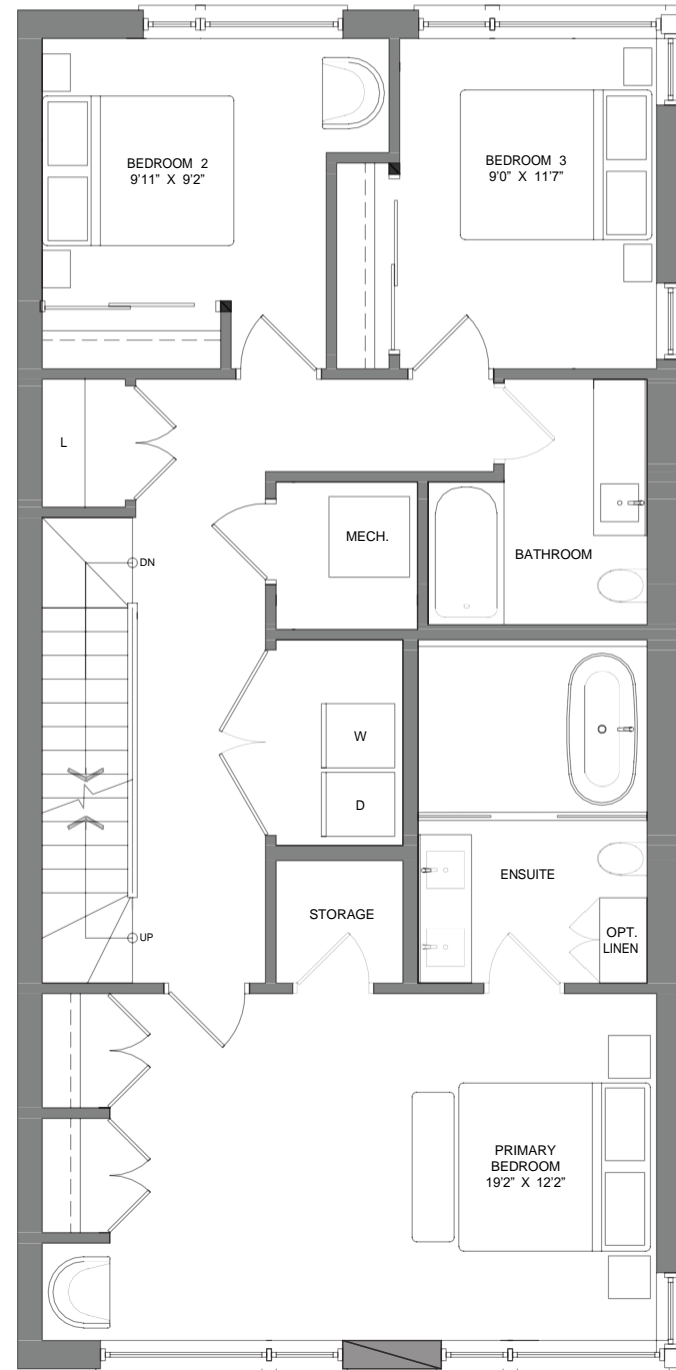 BEDROOM 2
9'11" X 9'2"
BEDROOM 3
9'0" X 11'7"
L
MECH.
BATHROOM
DN
W
D
ENSUITE
STORAGE
OPT.
LINEN
UP
PRIMARY
BEDROOM
19'2" X 12'2"